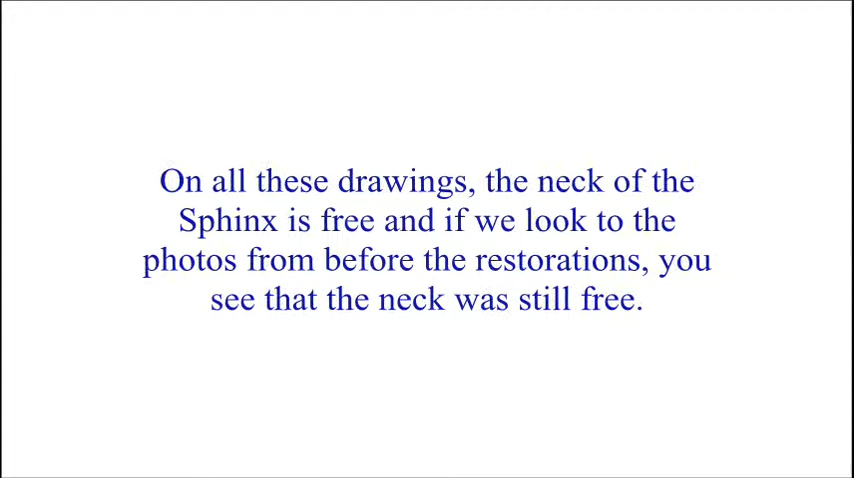 On all these drawings, the neck of the
Sphinx is free and if we look to the
photos from before the restorations, you
see that the neck was still free.